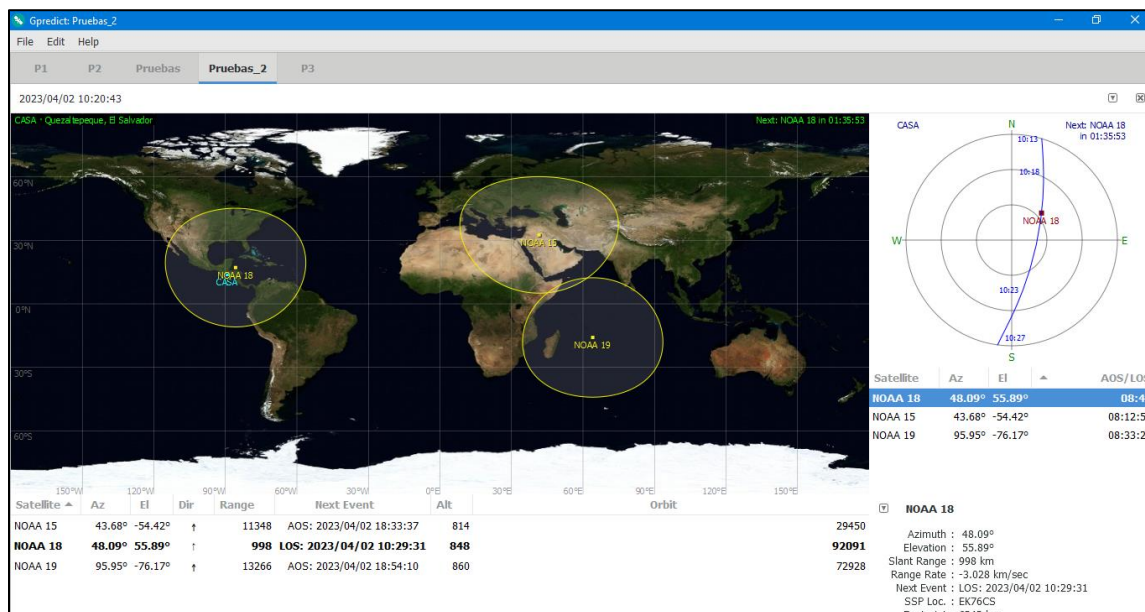 Gpredict: Pruebas_2
File Edit Help
P1 P2 Pruebas Pruebas_2 P3
2023/04/02 10:20:43
CASA · Quezaltepeque, El Salvador Next: NOAA 18 in 01:35:53
60°N
30°N
0°N
30°S
60°S
NOAA 15
NOAA 18
CASA
NOAA 19
150°W 120°W 90°W 60°W 30°W 0°E 30°E 60°E 90°E 120°E 150°E
CASA N Next: NOAA 18
in 01:35:53
10:13
10:18
NOAA 18
W E
10:23
10:27
S
Satellite Az El AOS/LOS
NOAA 18 48.09° 55.89° 08:4
NOAA 15 43.68° -54.42° 08:12:5
NOAA 19 95.95° -76.17° 08:33:2
Satellite Az El Dir Range Next Event Alt Orbit
NOAA 15 43.68° -54.42° ↑ 11348 AOS: 2023/04/02 18:33:37 814 29450
NOAA 18 48.09° 55.89° ↑ 998 LOS: 2023/04/02 10:29:31 848 92091
NOAA 19 95.95° -76.17° ↑ 13266 AOS: 2023/04/02 18:54:10 860 72928
NOAA 18
Azimuth : 48.09°
Elevation : 55.89°
Slant Range : 998 km
Range Rate : -3.028 km/sec
Next Event : LOS: 2023/04/02 10:29:31
SSP Loc. : EK76CS